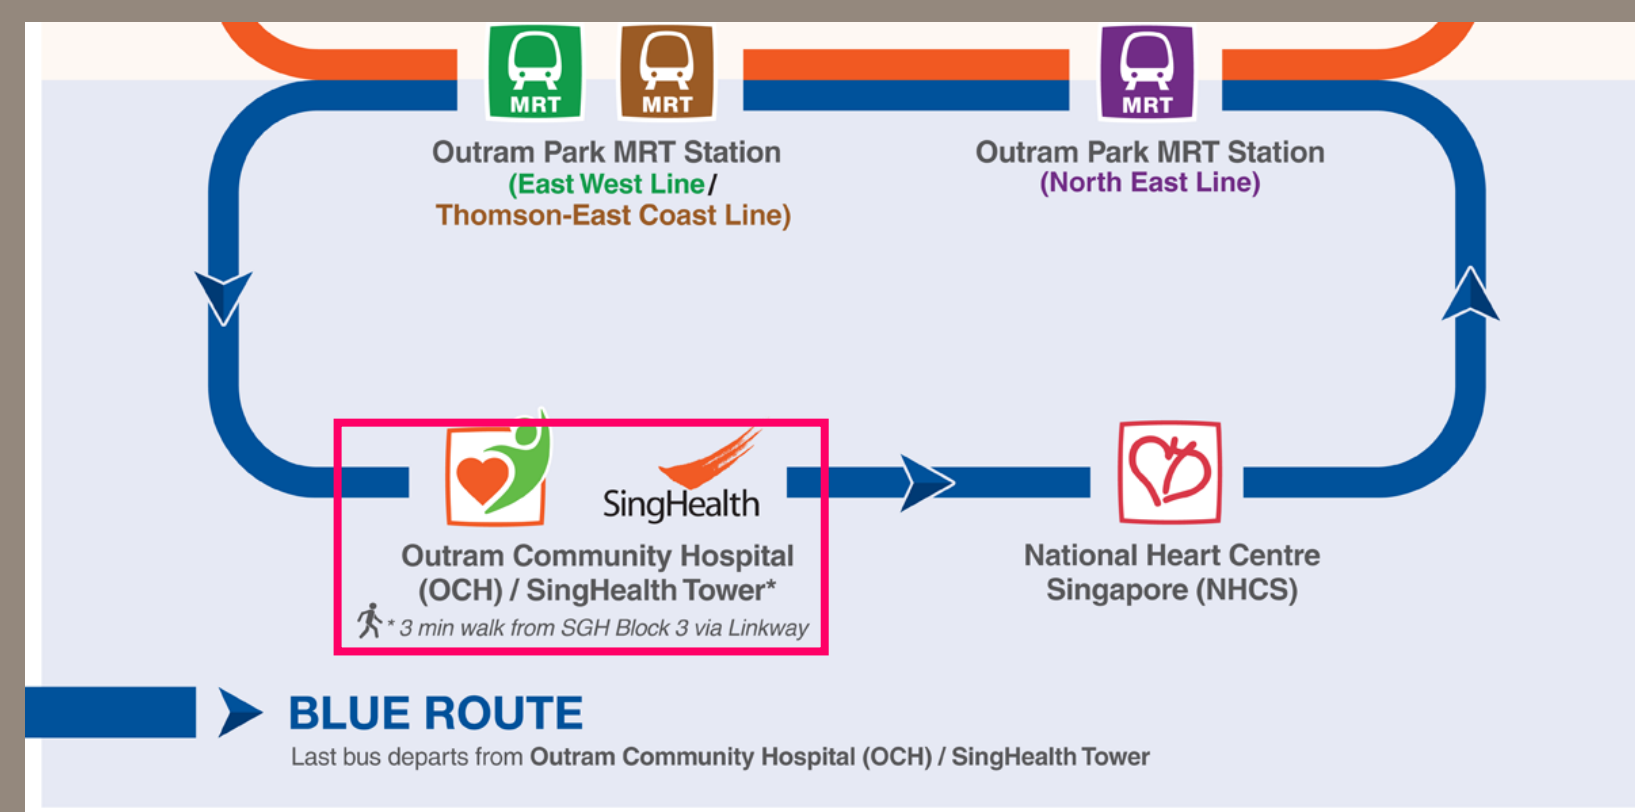 MRT
MRT
Outram Park MRT Station
(East West Line/
Thomson-East Coast Line)
MRT
Outram Park MRT Station
(North East Line)
SingHealth
Outram Community Hospital
(OCH) / SingHealth Tower*
* 3 min walk from SGH Block 3 via Linkway
National Heart Centre
Singapore (NHCS)
BLUE ROUTE
Last bus departs from Outram Community Hospital (OCH) / SingHealth Tower